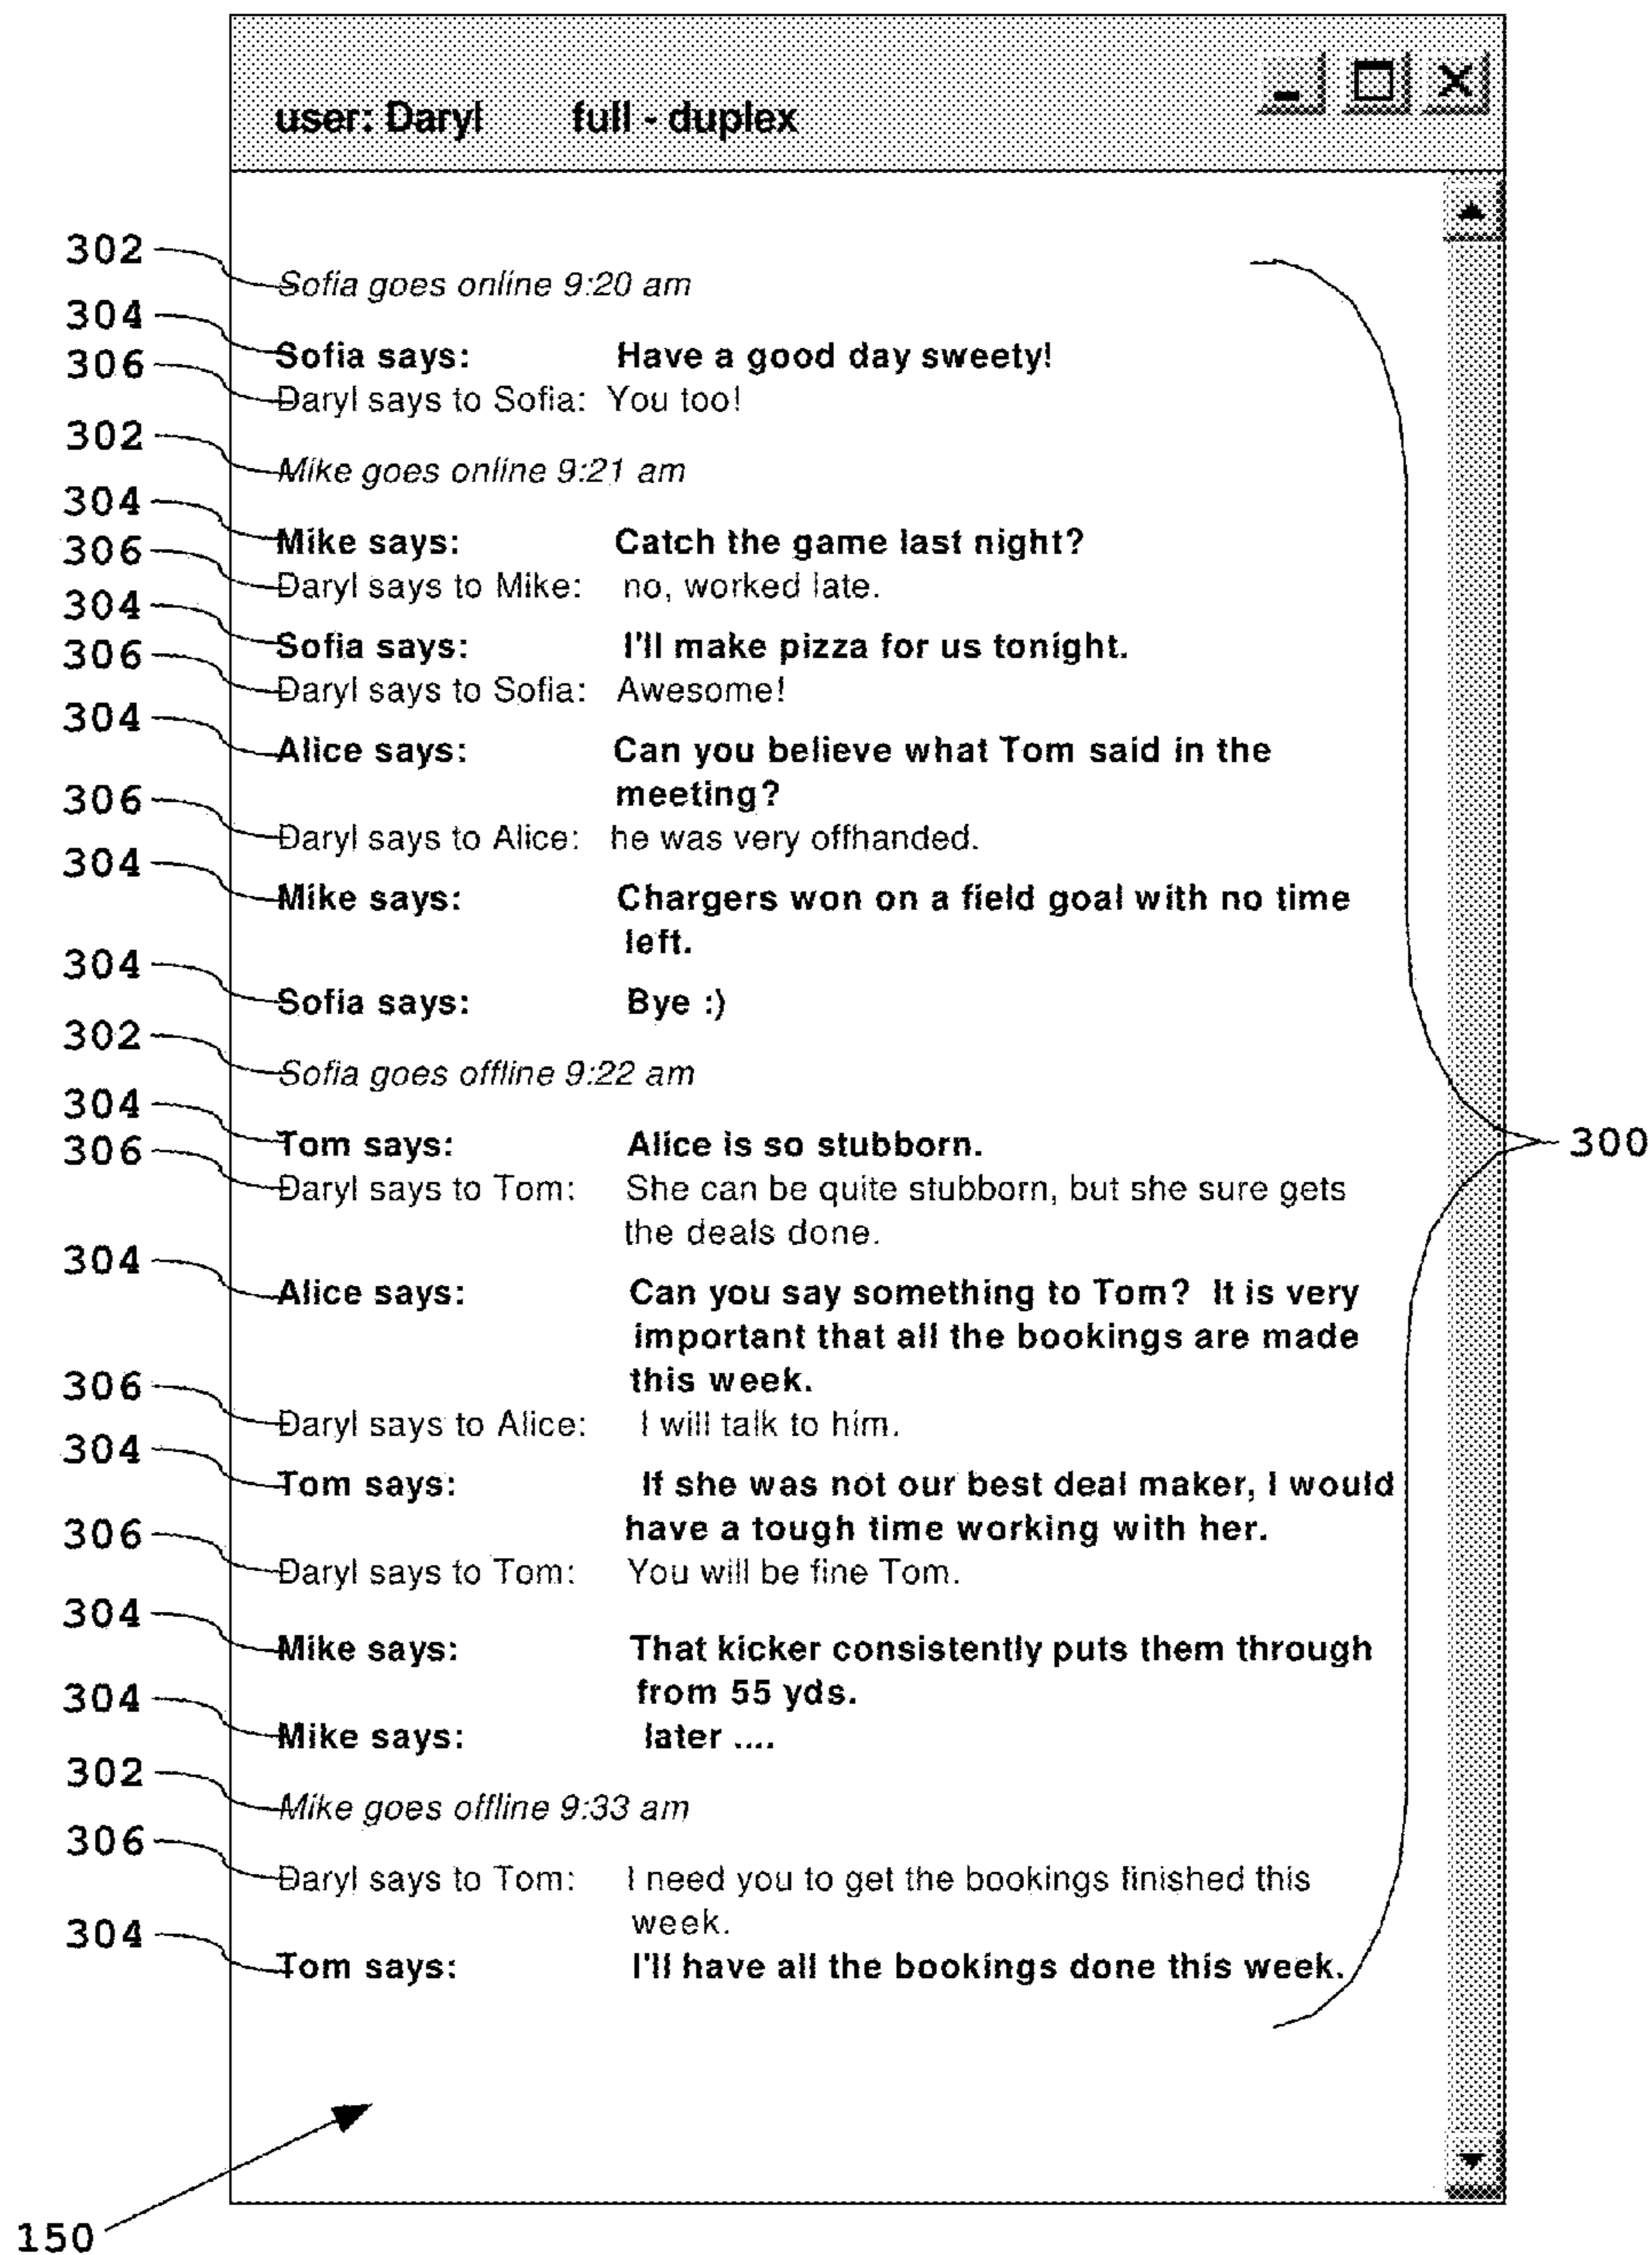 user: Daryl full - duplex
302
Sofia goes online 9:20 am
304
Sofia says: Have a good day sweety!
306
Daryl says to Sofia: You too!
302
Mike goes online 9:21 am
304
Mike says: Catch the game last night?
306
Daryl says to Mike: no, worked late.
304
Sofia says: I'll make pizza for us tonight.
306
Daryl says to Sofia: Awesome!
304
Alice says: Can you believe what Tom said in the
meeting?
306
Daryl says to Alice: he was very offhanded.
304
Mike says: Chargers won on a field goal with no time
left.
304
Sofia says: Bye :)
302
Sofia goes offline 9:22 am
304
Tom says: Alice is so stubborn.
306
Daryl says to Tom: She can be quite stubborn, but she sure gets
the deals done.
300
304
Alice says: Can you say something to Tom? It is very
important that all the bookings are made
this week.
306
Daryl says to Alice: I will talk to him.
304
Tom says: If she was not our best deal maker, I would
have a tough time working with her.
306
Daryl says to Tom: You will be fine Tom.
304
Mike says: That kicker consistently puts them through
from 55 yds.
304
Mike says: later ....
302
Mike goes offline 9:33 am
306
Daryl says to Tom: I need you to get the bookings finished this
week.
304
Tom says: I'll have all the bookings done this week.
150